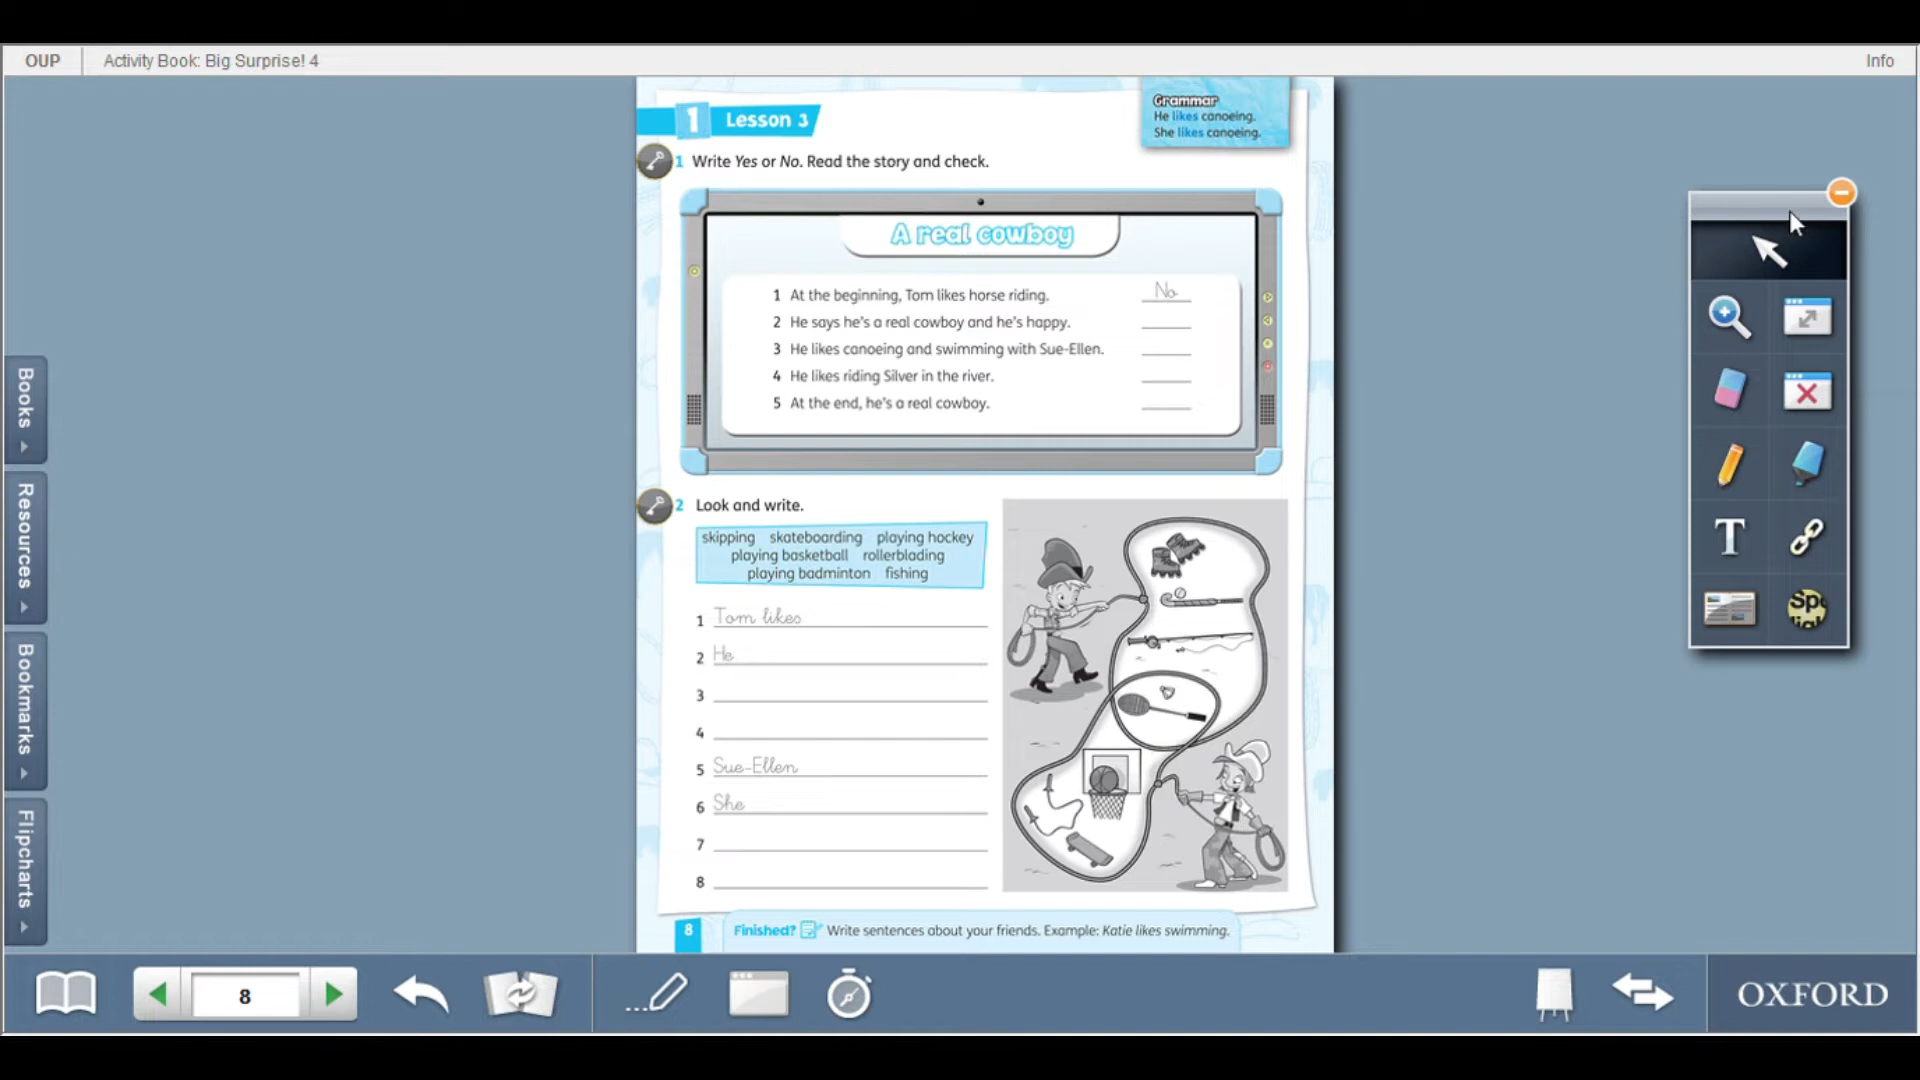 OUP Activity Book: Big Surprise! 4 Info
1 Lesson 3
Grammar
He likes canoeing.
She likes canoeing.
1 Write Yes or No. Read the story and check.
A real cowboy
1 At the beginning, Tom likes horse riding. No
2 He says he's a real cowboy and he's happy.
3 He likes canoeing and swimming with Sue-Ellen.
4 He likes riding Silver in the river.
5 At the end, he's a real cowboy.
2 Look and write.
skipping skateboarding playing hockey
playing basketball rollerblading
playing badminton fishing
1 Tom likes
2 He
3
4
5 Sue-Ellen
6 She
7
8
8 Finished? Write sentences about your friends. Example: Katie likes swimming.
Books
Resources
Bookmarks
Flipcharts
T
8
OXFORD